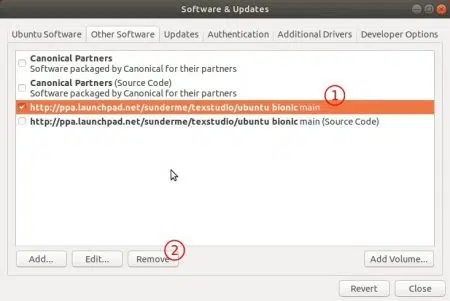 Software & Updates
Ubuntu Software Other Software Updates Authentication Additional Drivers Developer Options
Canonical Partners
Software packaged by Canonical for their partners
Canonical Partners (Source Code)
Software packaged by Canonical for their partners
http://ppa.launchpad.net/sunderme/texstudio/ubuntu bionic main
1
http://ppa.launchpad.net/sunderme/texstudio/ubuntu bionic main (Source Code)
2
Add... Edit... Remove Add Volume...
Revert Close